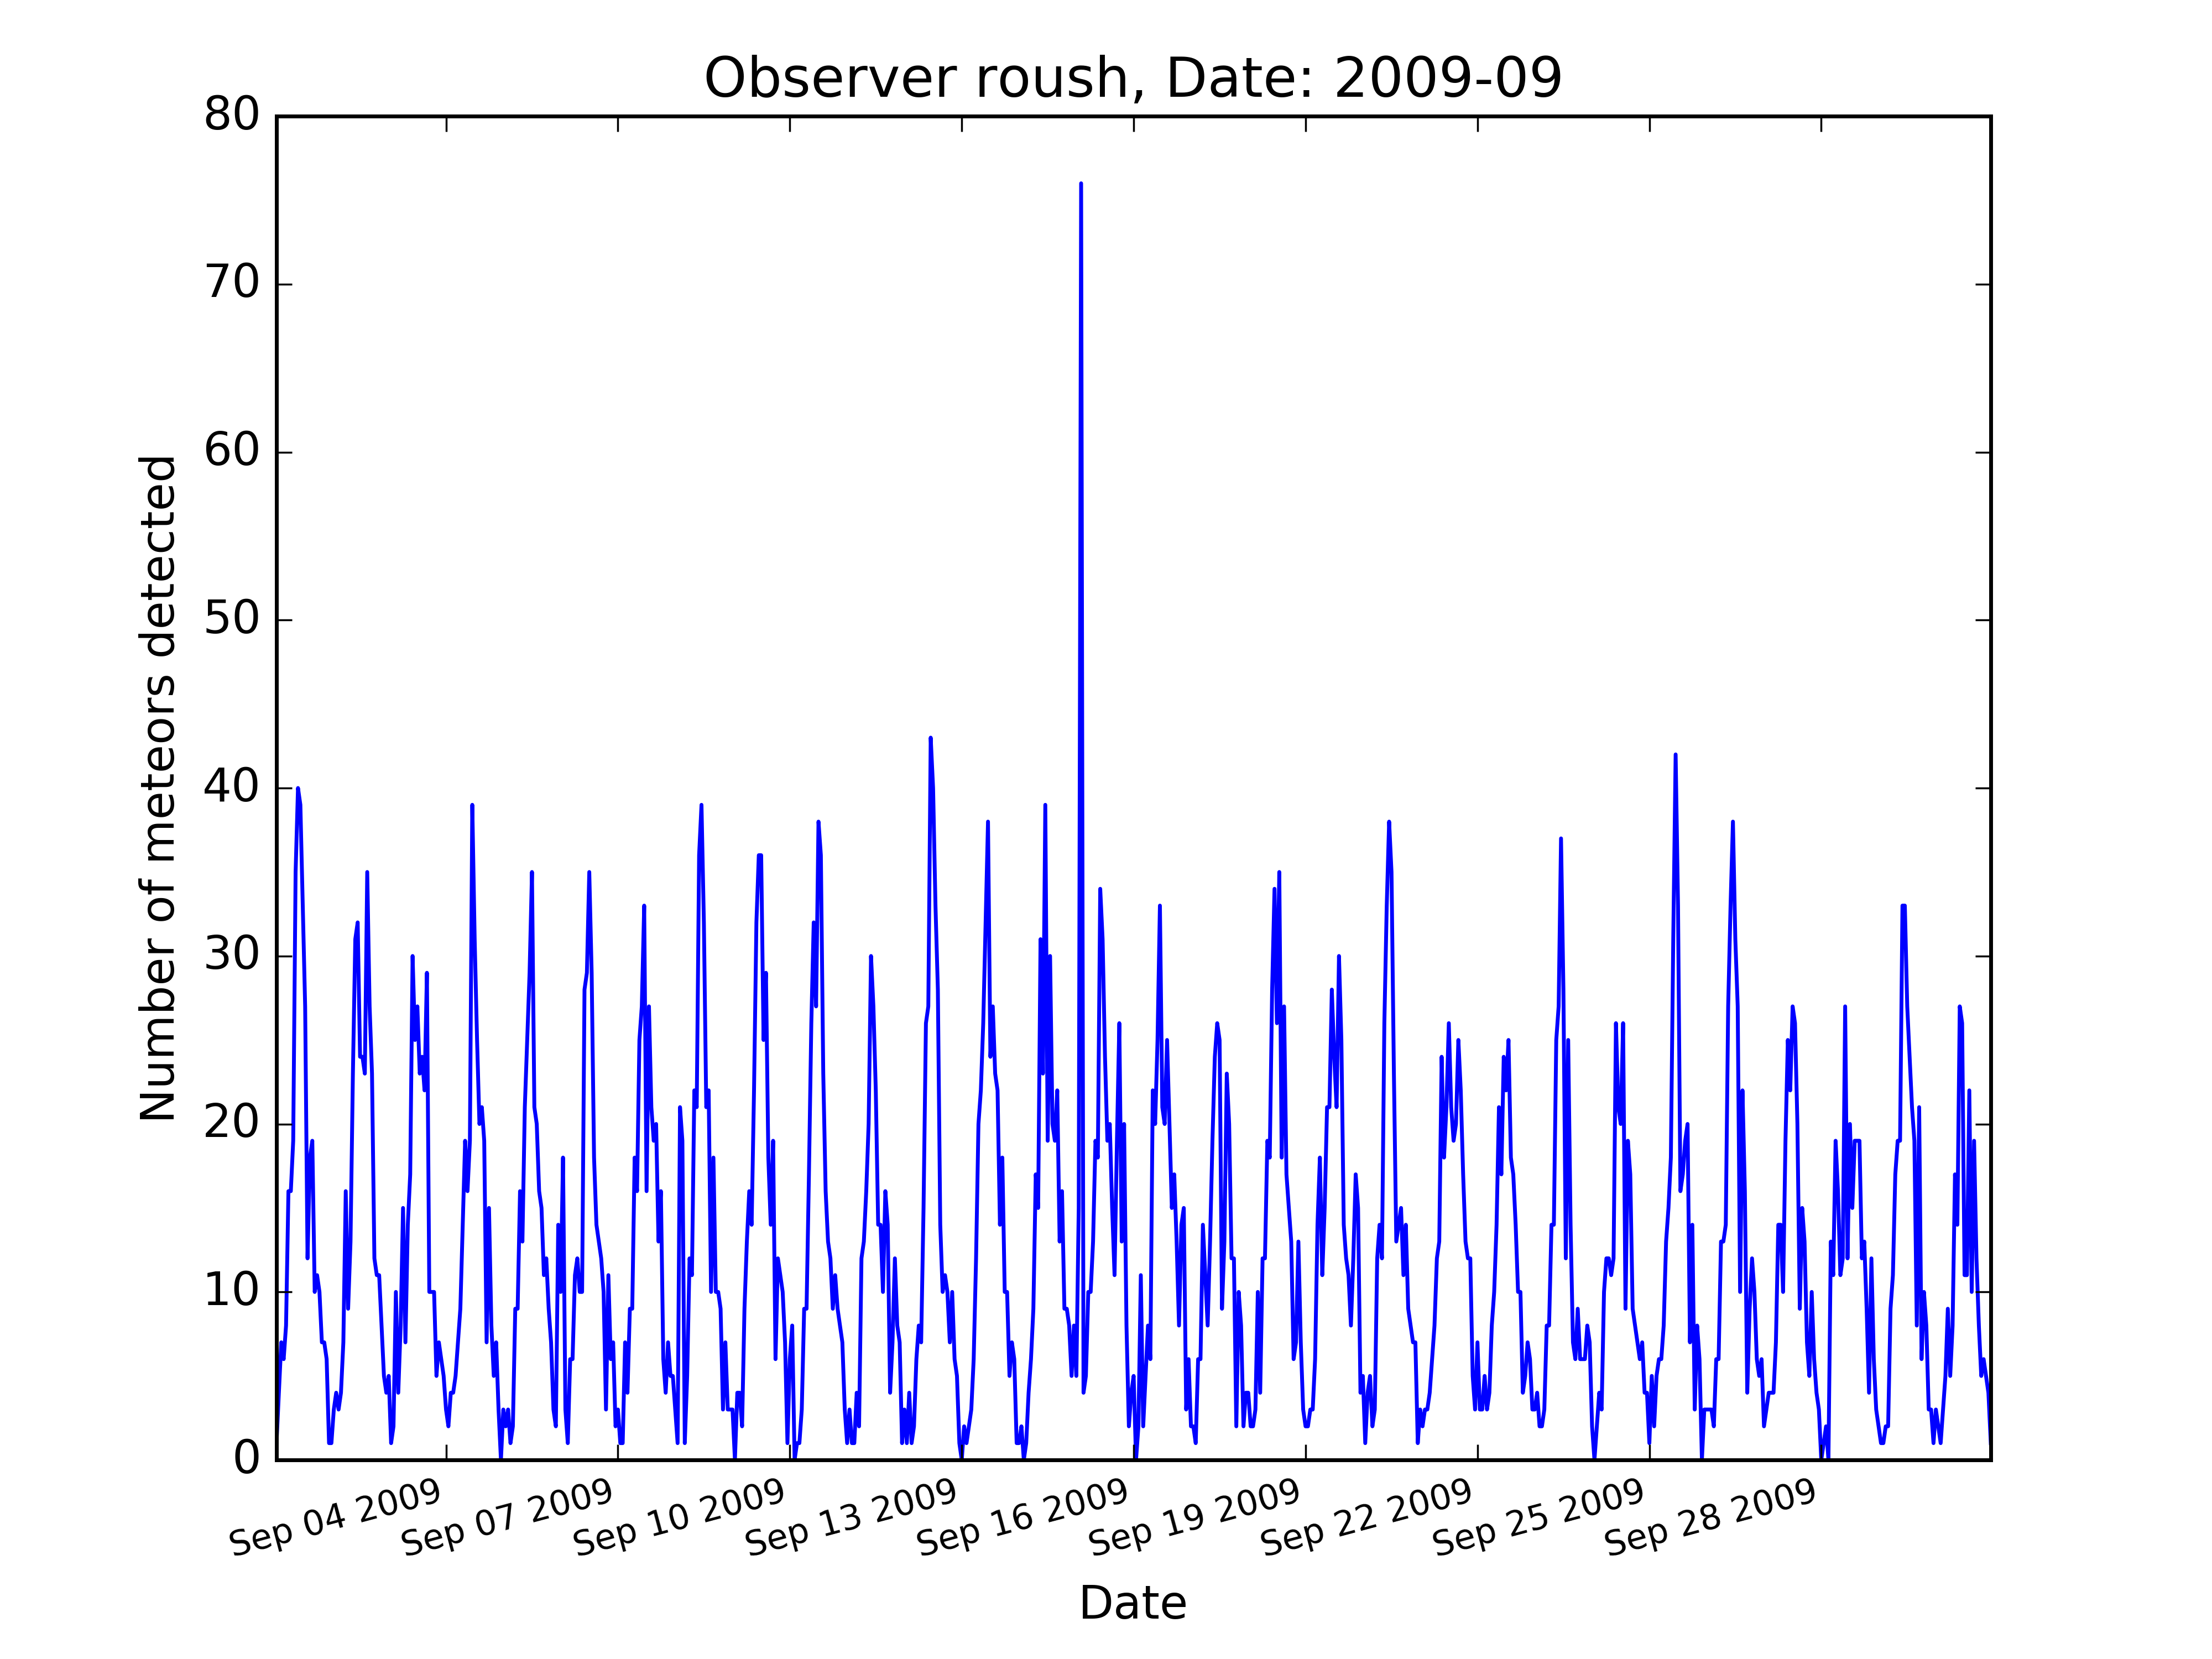 Observer roush, Date: 2009-09
80
70
60
50
40
30
20
10
0
Number of meteors detected
Sep 04 2009
Sep 07 2009
Sep 10 2009
Sep 13 2009
Sep 16 2009
Sep 19 2009
Sep 22 2009
Sep 25 2009
Sep 28 2009
Date